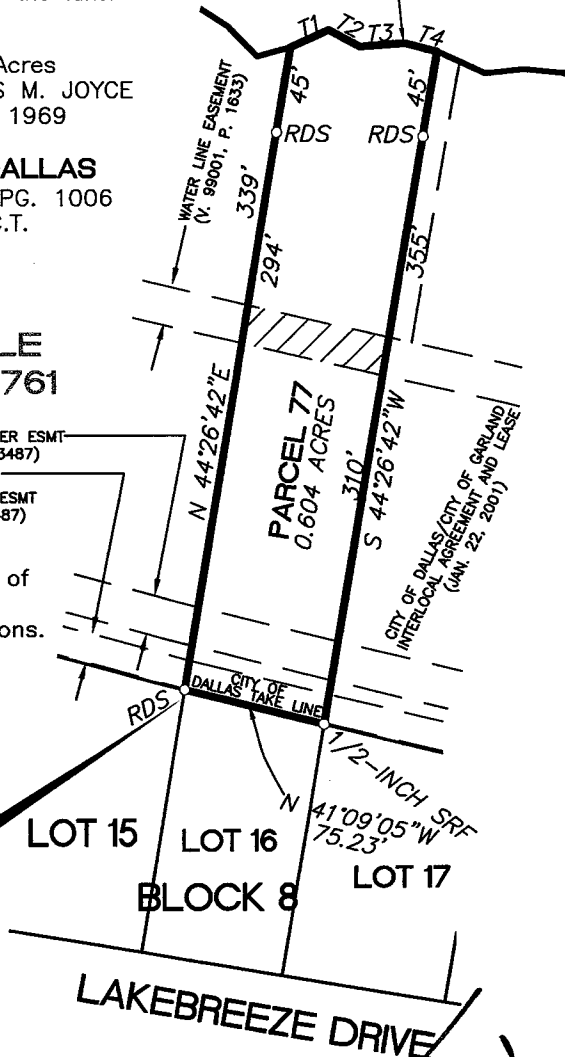 T1
T2
T3
T4
Acres
S M. JOYCE
1969
ALLAS
PG. 1006
C.T.
LE
761
WATER LINE EASEMENT
(V. 99001, P. 1633)
45'
45'
RDS
RDS
339'
294'
355'
310'
N 44°26'42"E
S 44°26'42"W
PARCEL 77
0.604 ACRES
CITY OF DALLAS/CITY OF GARLAND
INTERLOCAL AGREEMENT AND LEASE
(JAN. 22, 2001)
ER ESMT
3487)
ESMT
87)
of
ons.
CITY OF
DALLAS TAKE LINE
RDS
1/2-INCH SRF
N 41°09'05"W
75.23'
LOT 15
LOT 16
LOT 17
BLOCK 8
LAKEBREEZE DRIVE